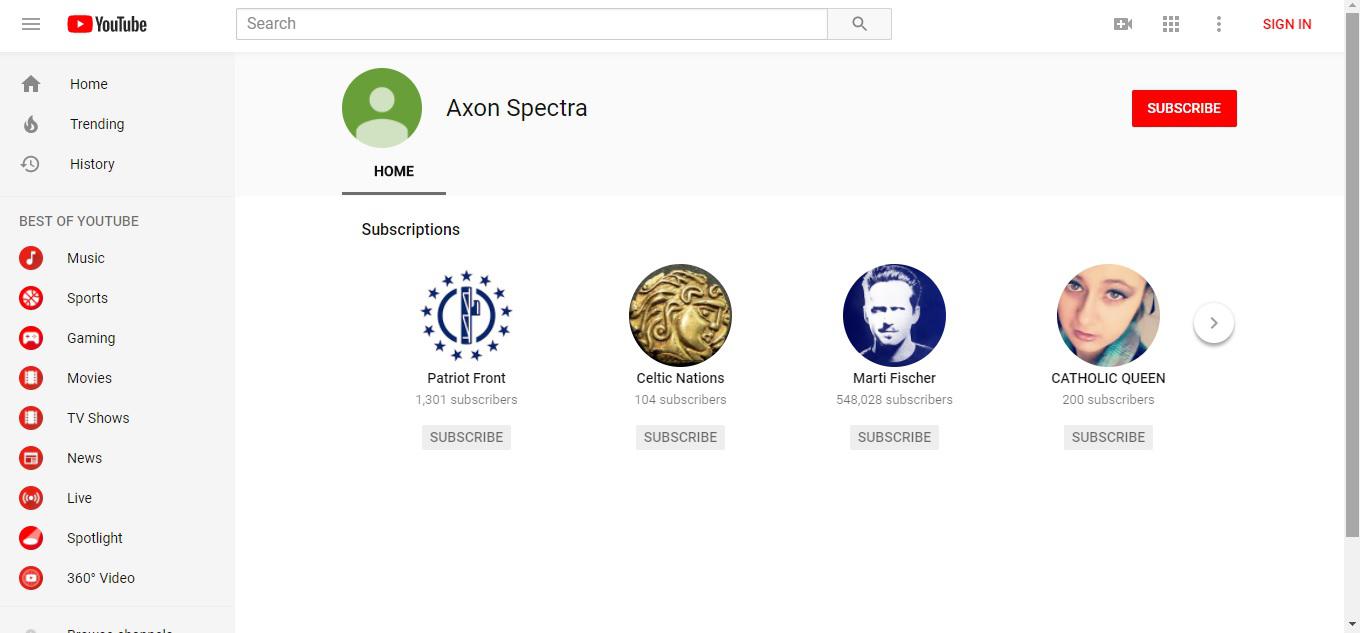 YouTube
Search
SIGN IN
Home
Trending
History
BEST OF YOUTUBE
Music
Sports
Gaming
Movies
TV Shows
News
Live
Spotlight
360° Video
Axon Spectra
SUBSCRIBE
HOME
Subscriptions
Patriot Front
1,301 subscribers
SUBSCRIBE
Celtic Nations
104 subscribers
SUBSCRIBE
Marti Fischer
548,028 subscribers
SUBSCRIBE
CATHOLIC QUEEN
200 subscribers
SUBSCRIBE